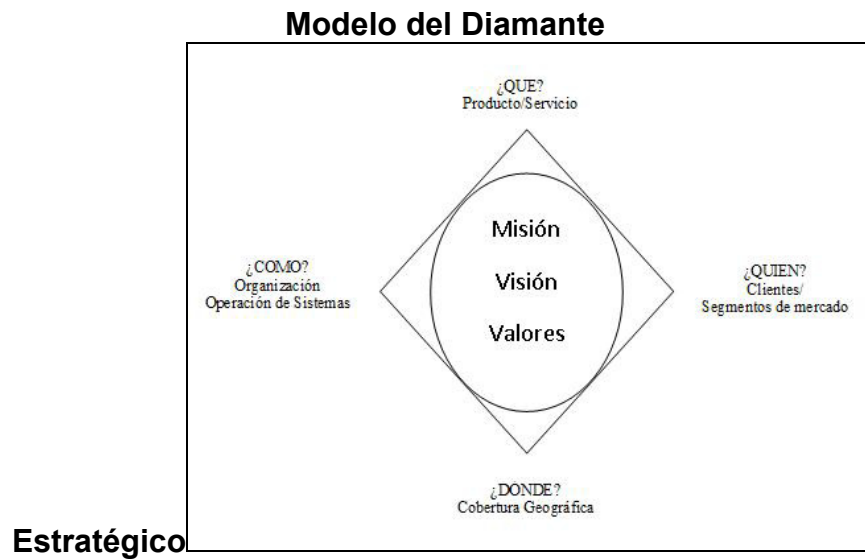 Modelo del Diamante
¿QUE?
Producto/Servicio
Misión
Visión
Valores
¿COMO?
Organización
Operación de Sistemas
¿QUIEN?
Clientes/
Segmentos de mercado
¿DONDE?
Cobertura Geográfica
Estratégico